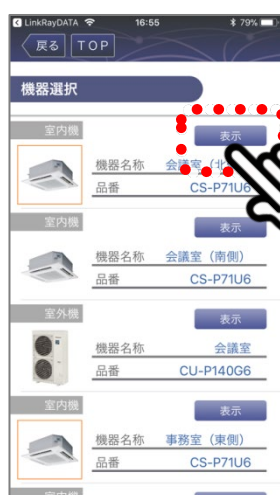 LinkRayDATA 16:55 79%
戻る TOP
機器選択
室内機
表示
機器名称 会議室（北
品番 CS-P71U6
室内機
表示
機器名称 会議室（南側）
品番 CS-P71U6
室外機
表示
機器名称 会議室
品番 CU-P140G6
室内機
表示
機器名称 事務室（東側）
品番 CS-P71U6
室内機